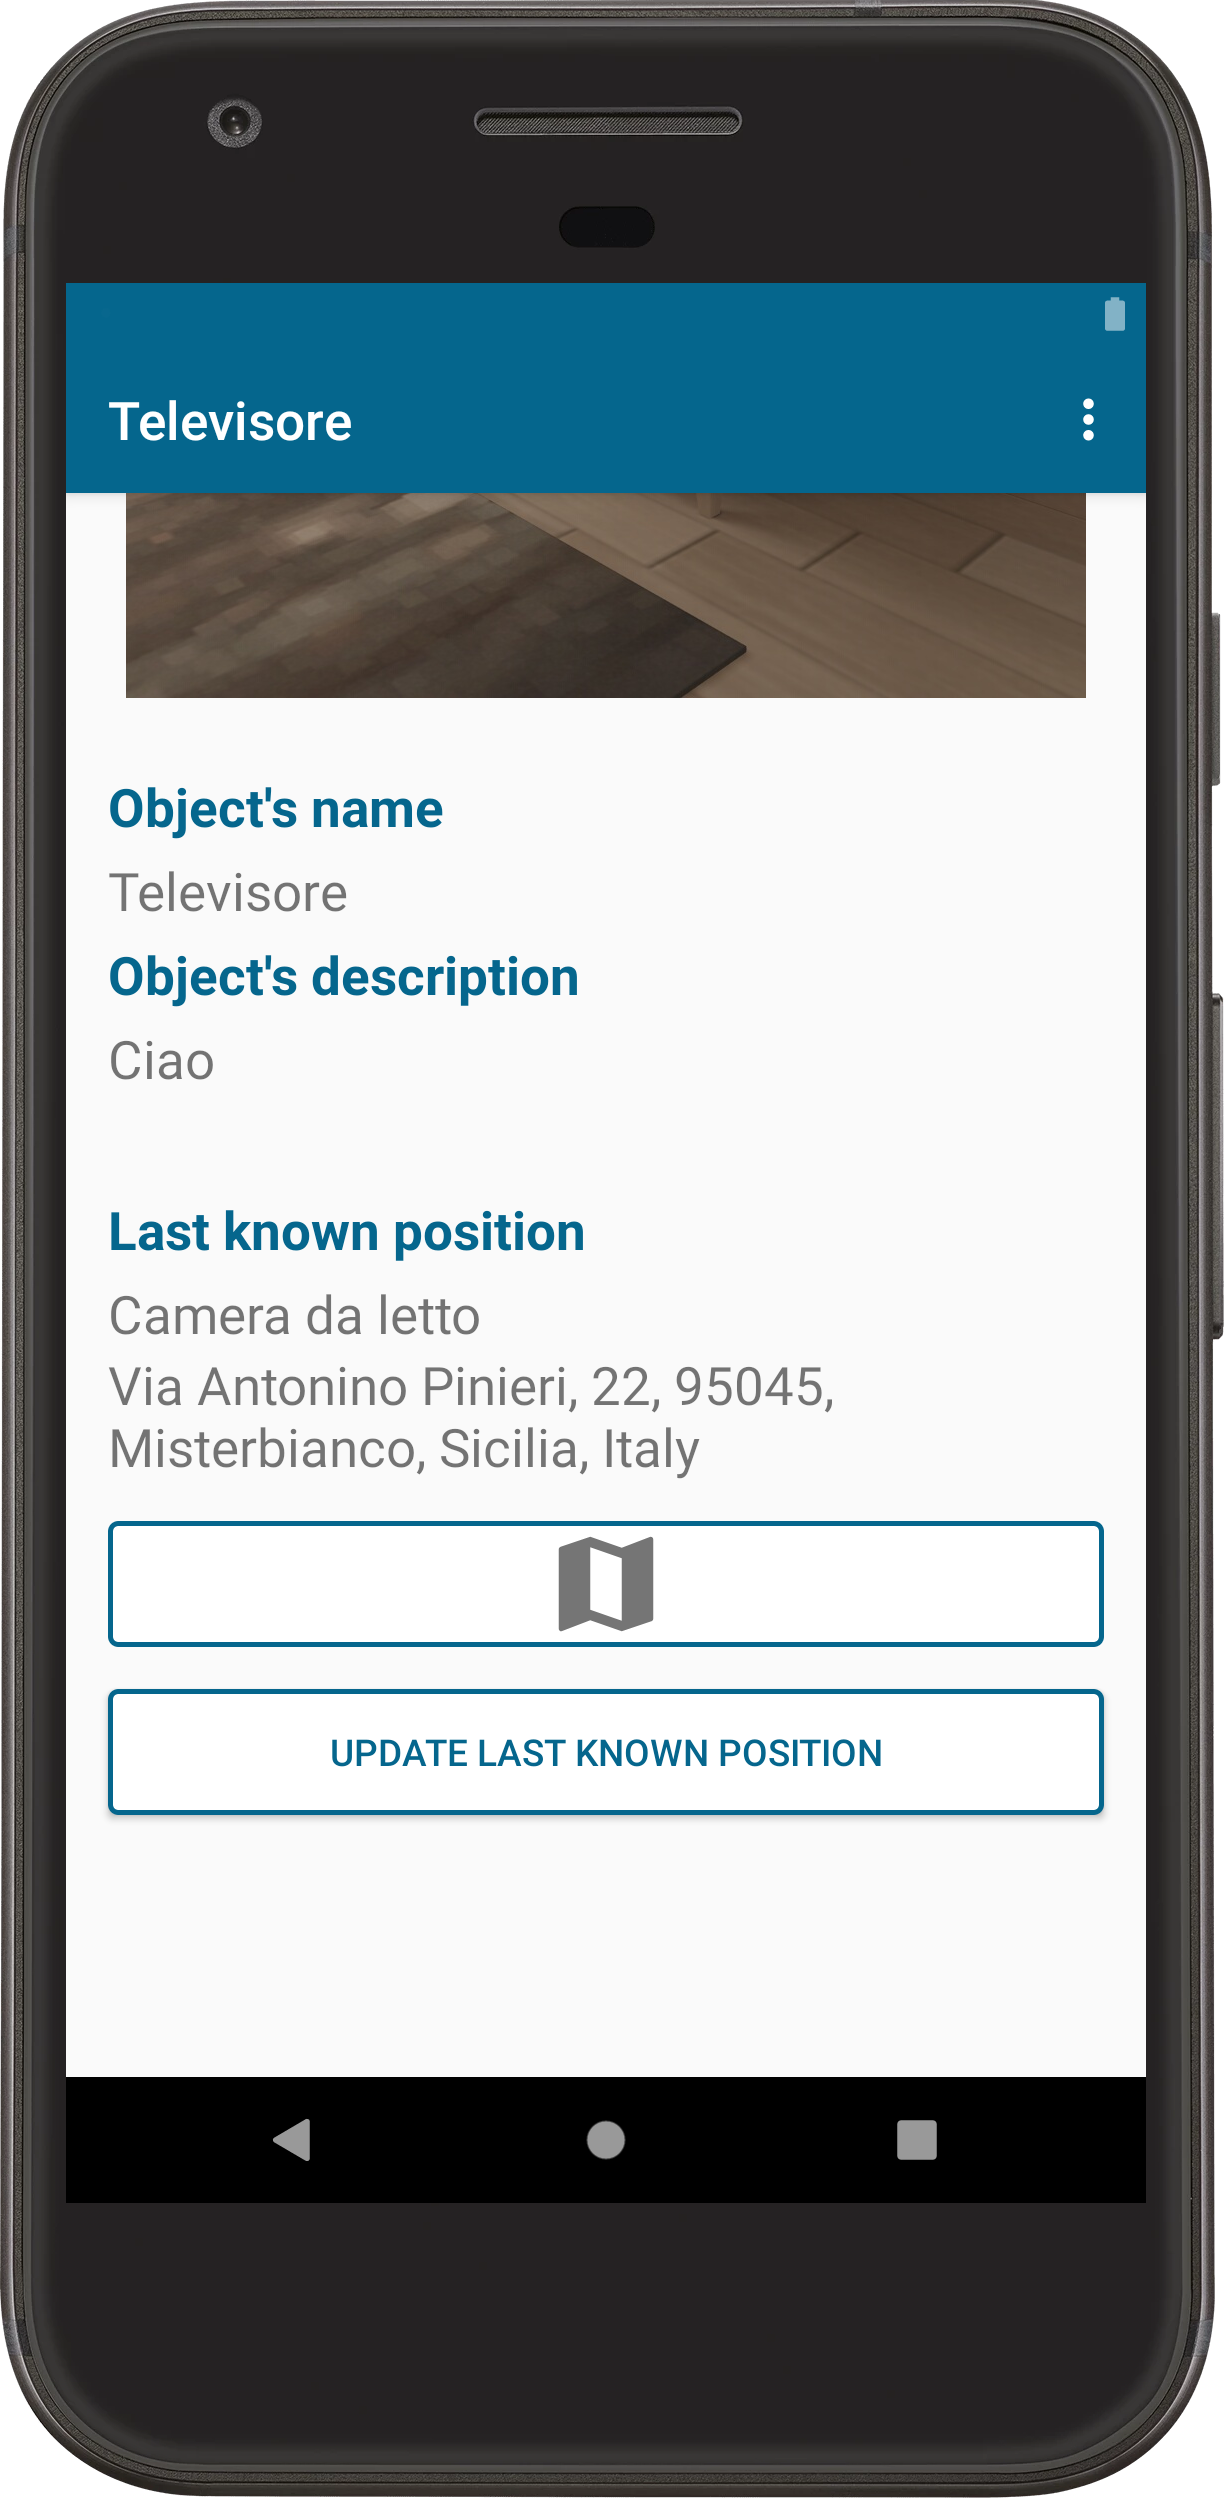 Televisore
Object's name
Televisore
Object's description
Ciao
Last known position
Camera da letto
Via Antonino Pinieri, 22, 95045,
Misterbianco, Sicilia, Italy
UPDATE LAST KNOWN POSITION